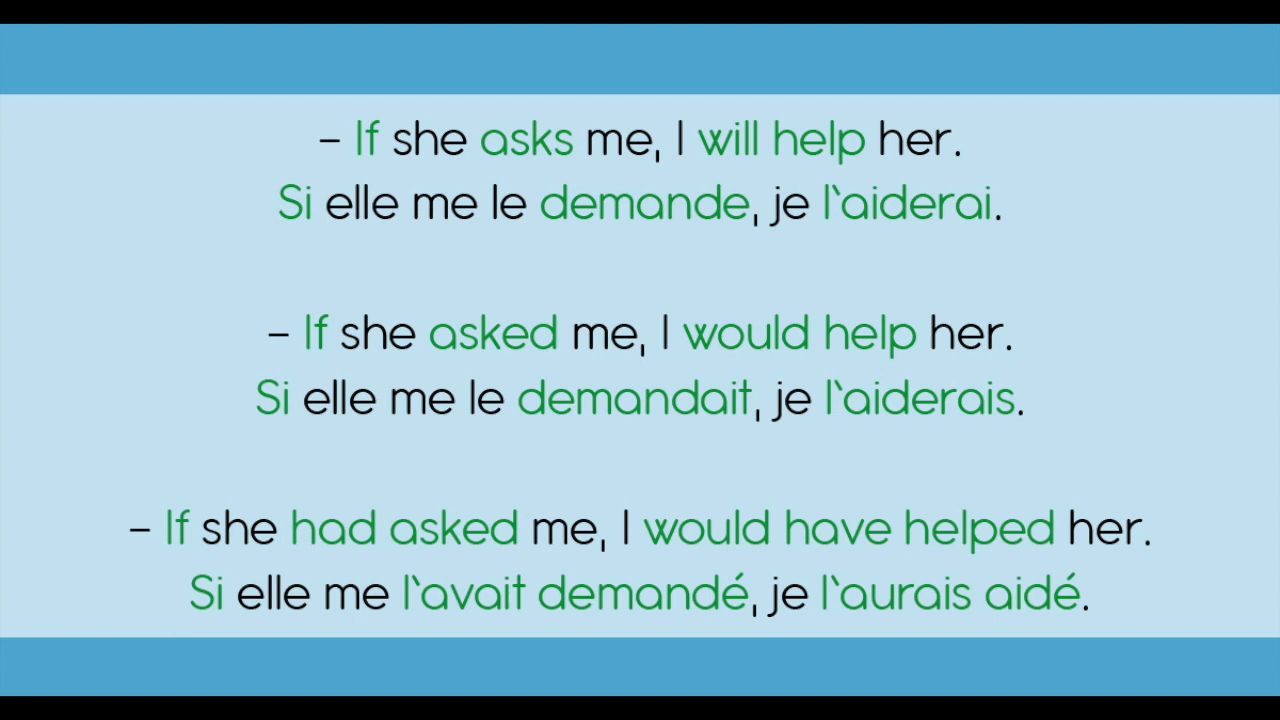 – If she asks me, I will help her.
Si elle me le demande, je l‘aiderai.
– If she asked me, I would help her.
Si elle me le demandait, je l‘aiderais.
– If she had asked me, I would have helped her.
Si elle me l‘avait demandé, je l‘aurais aidé.